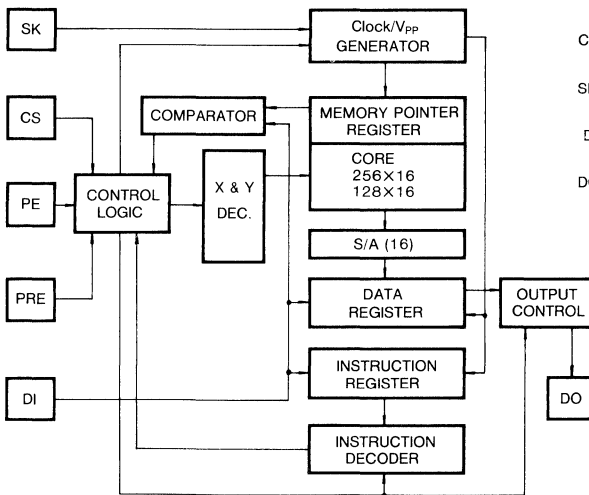 SK
Clock/VPP
GENERATOR
CS
COMPARATOR
MEMORY POINTER
REGISTER
CORE
256×16
128×16
PE
CONTROL
LOGIC
X & Y
DEC.
S/A (16)
PRE
DATA
REGISTER
OUTPUT
CONTROL
DI
INSTRUCTION
REGISTER
DO
INSTRUCTION
DECODER